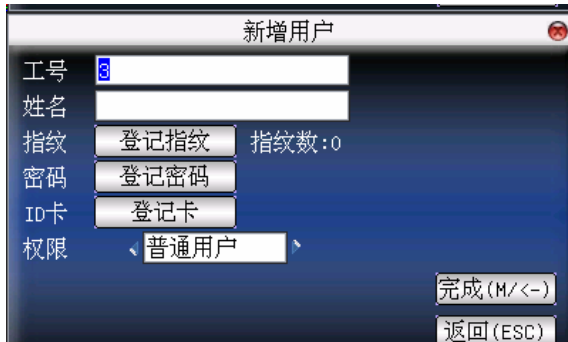 新增用户
工号 3
姓名
指纹 登记指纹 指纹数:0
密码 登记密码
ID卡 登记卡
权限 普通用户
完成(M/<-)
返回(ESC)